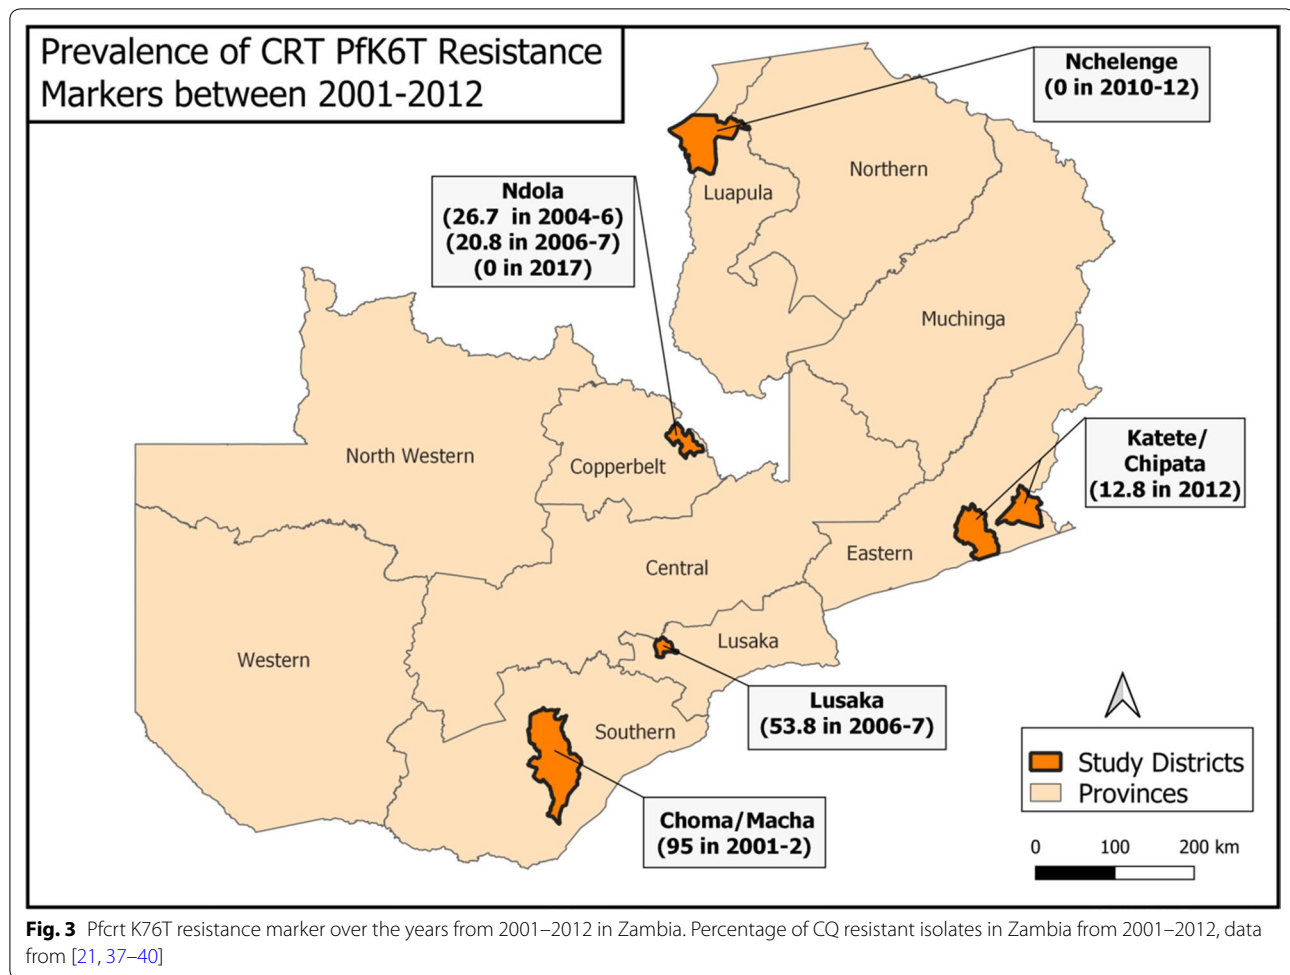 Prevalence of CRT PfK6T Resistance
Markers between 2001-2012
Nchelenge
(0 in 2010-12)
Northern
Luapula
Ndola
(26.7 in 2004-6)
(20.8 in 2006-7)
(0 in 2017)
Muchinga
North Western
Copperbelt
Katete/
Chipata
(12.8 in 2012)
Eastern
Central
Lusaka
Western
Lusaka
(53.8 in 2006-7)
Southern
Choma/Macha
(95 in 2001-2)
Study Districts
Provinces
0 100 200 km
Fig. 3 Pfcrt K76T resistance marker over the years from 2001–2012 in Zambia. Percentage of CQ resistant isolates in Zambia from 2001–2012, data
from [21, 37–40]